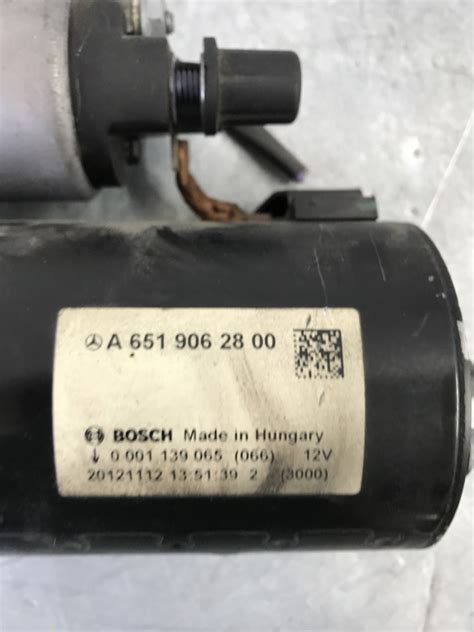 A 651 906 28 00
BOSCH Made in Hungary
0 001 139 065 (066) 12V
20121112 13:51:39 2 (3000)